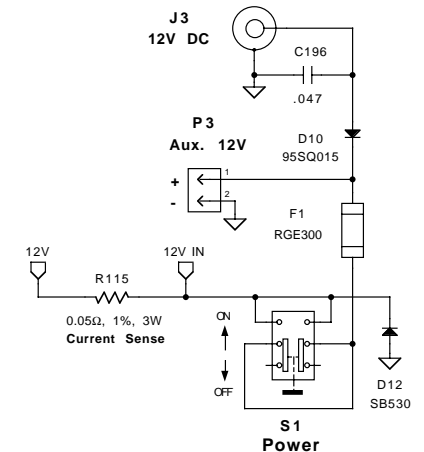 J3
12V DC
C196
.047
P3
Aux. 12V
D10
95SQ015
+
1
-
2
F1
RGE300
12V
12V IN
R115
0.05Ω, 1%, 3W
Current Sense
ON
OFF
D12
SB530
S1
Power